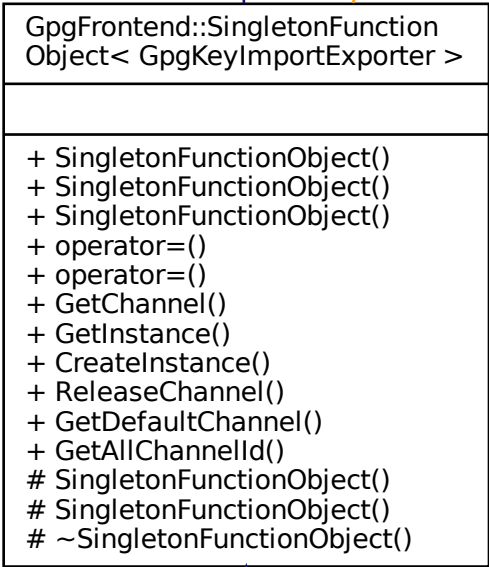 GpgFrontend::SingletonFunction
Object< GpgKeyImportExporter >
+ SingletonFunctionObject()
+ SingletonFunctionObject()
+ SingletonFunctionObject()
+ operator=()
+ operator=()
+ GetChannel()
+ GetInstance()
+ CreateInstance()
+ ReleaseChannel()
+ GetDefaultChannel()
+ GetAllChannelId()
# SingletonFunctionObject()
# SingletonFunctionObject()
# ~SingletonFunctionObject()